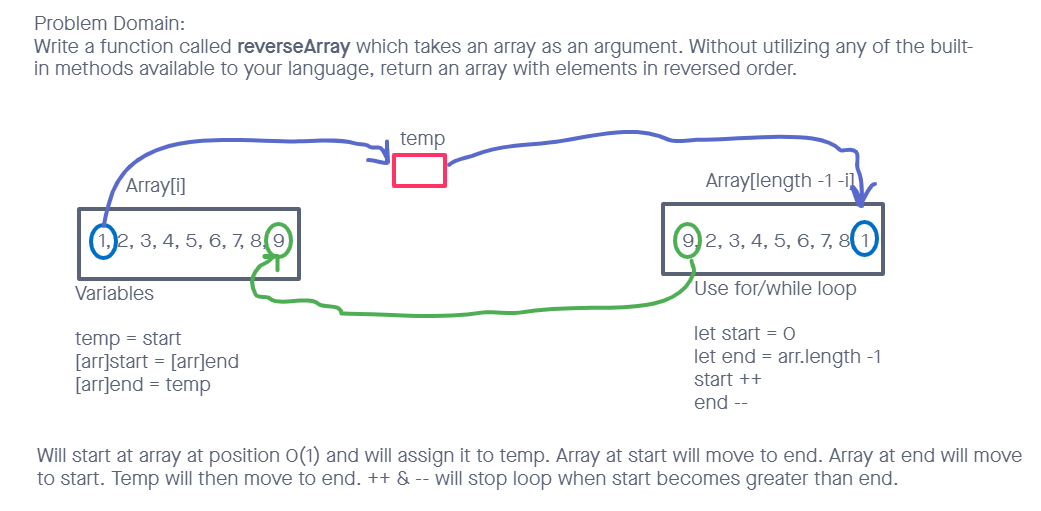 Problem Domain:
Write a function called reverseArray which takes an array as an argument. Without utilizing any of the built-
in methods available to your language, return an array with elements in reversed order.
temp
Array[i]
Array[length -1 -i]
1, 2, 3, 4, 5, 6, 7, 8, 9
9, 2, 3, 4, 5, 6, 7, 8, 1
Variables
Use for/while loop
temp = start
[arr]start = [arr]end
[arr]end = temp
let start = 0
let end = arr.length -1
start ++
end --
Will start at array at position 0(1) and will assign it to temp. Array at start will move to end. Array at end will move
to start. Temp will then move to end. ++ & -- will stop loop when start becomes greater than end.